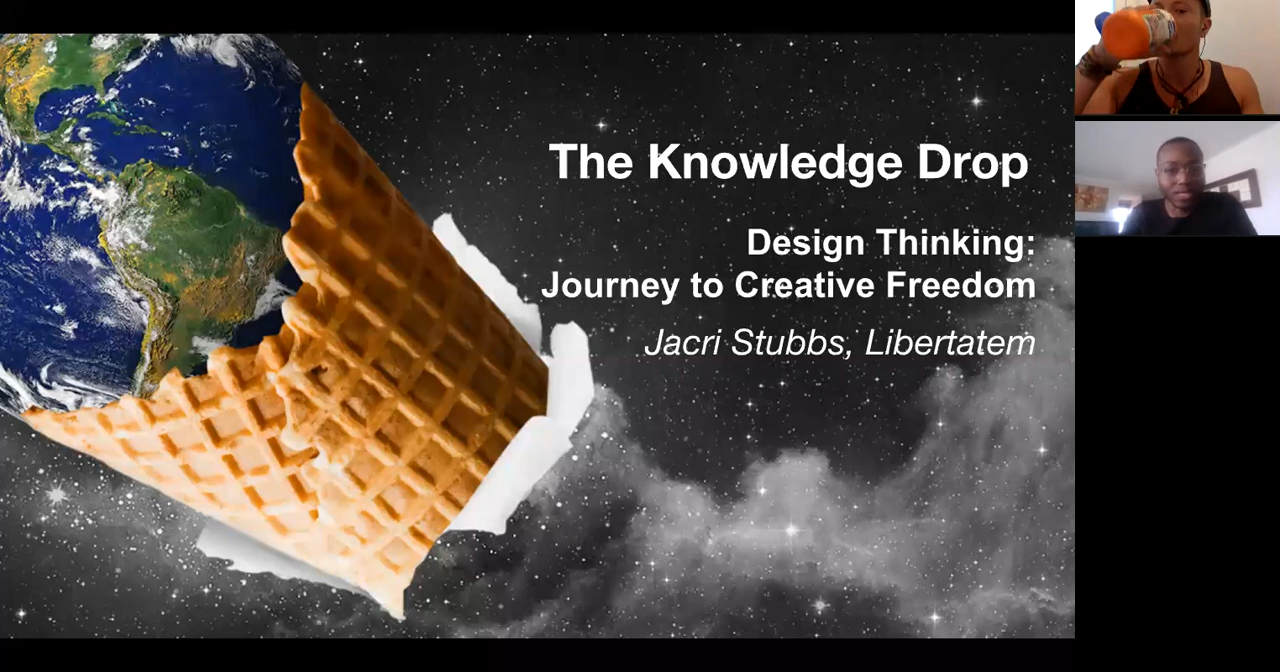 The Knowledge Drop
Design Thinking:
Journey to Creative Freedom
Jacri Stubbs, Libertatem